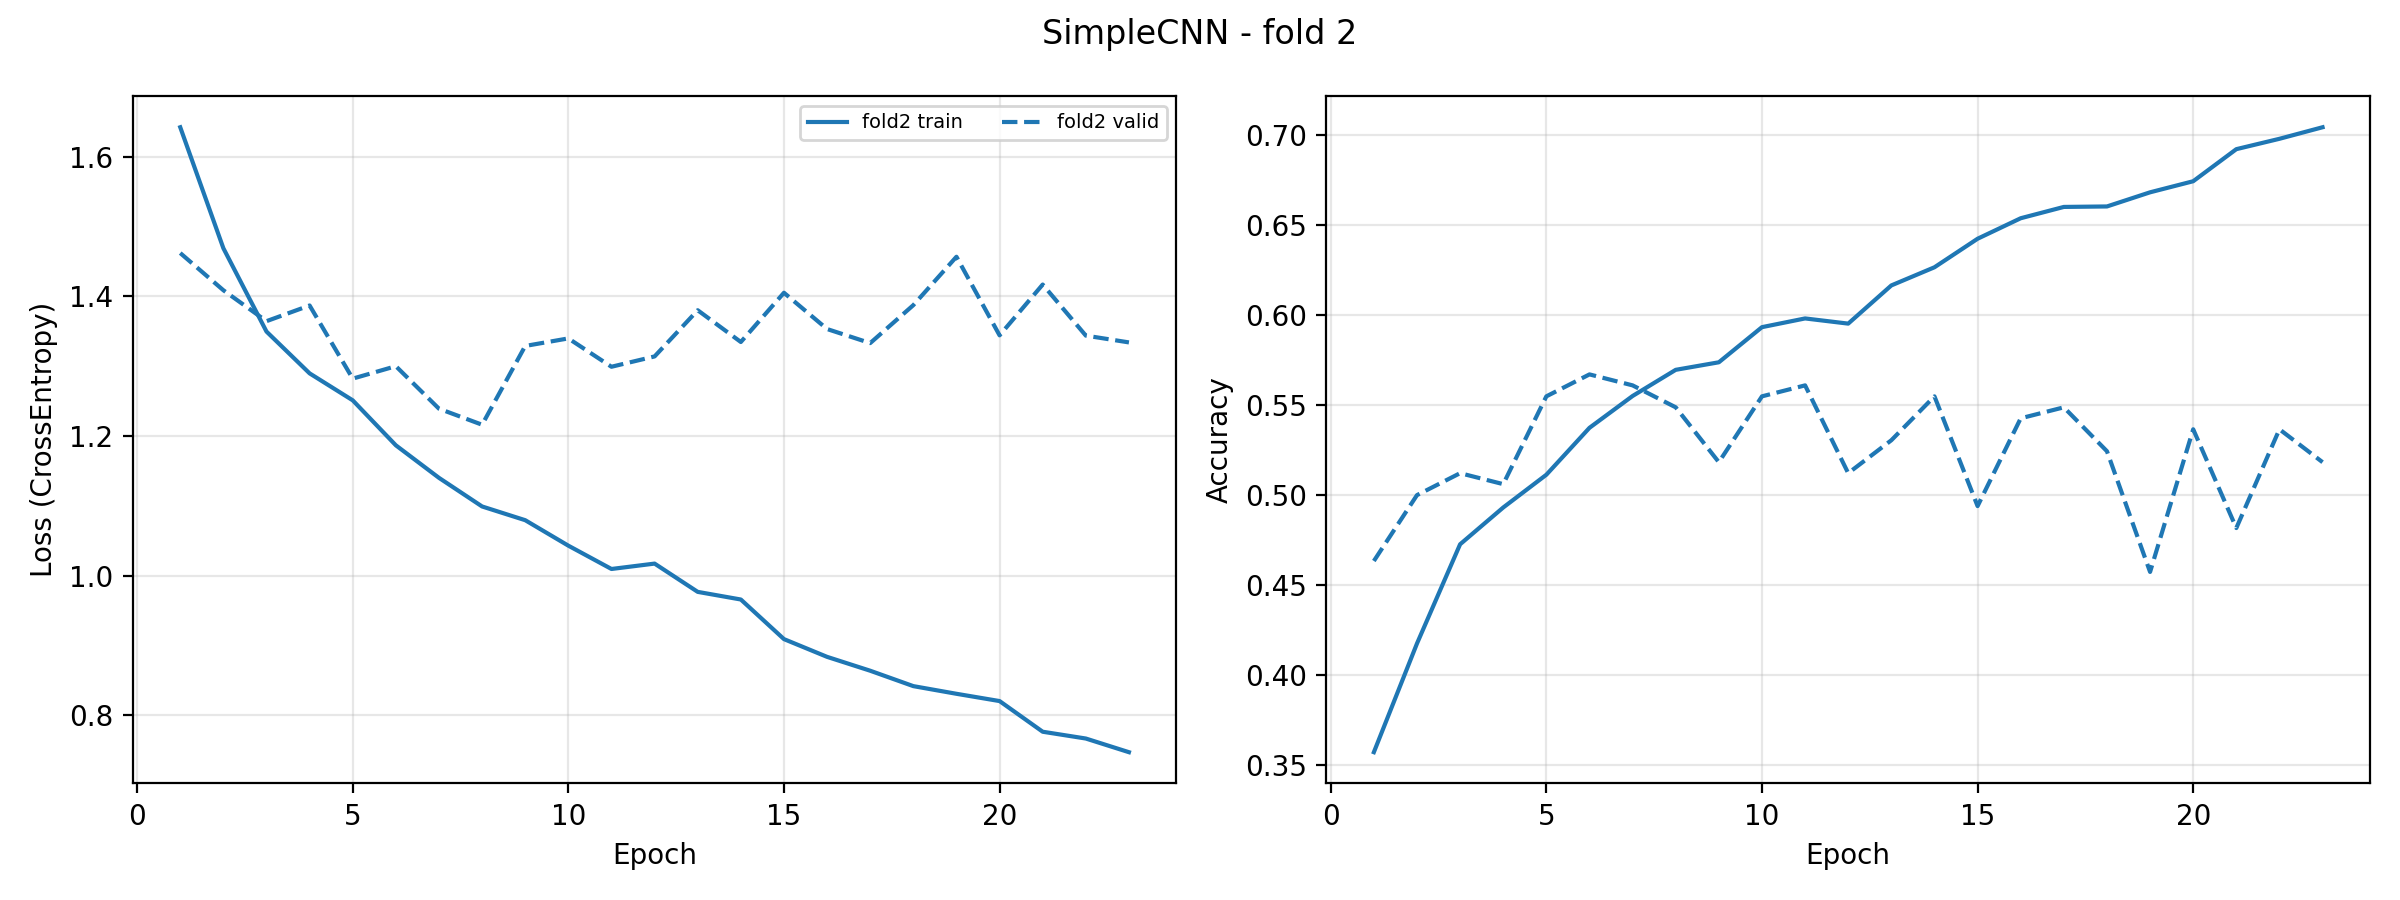 SimpleCNN - fold 2
Loss (CrossEntropy)
1.6
1.4
1.2
1.0
0.8
fold2 train fold2 valid
0 5 10 15 20
Epoch
Accuracy
0.70
0.65
0.60
0.55
0.50
0.45
0.40
0.35
0 5 10 15 20
Epoch